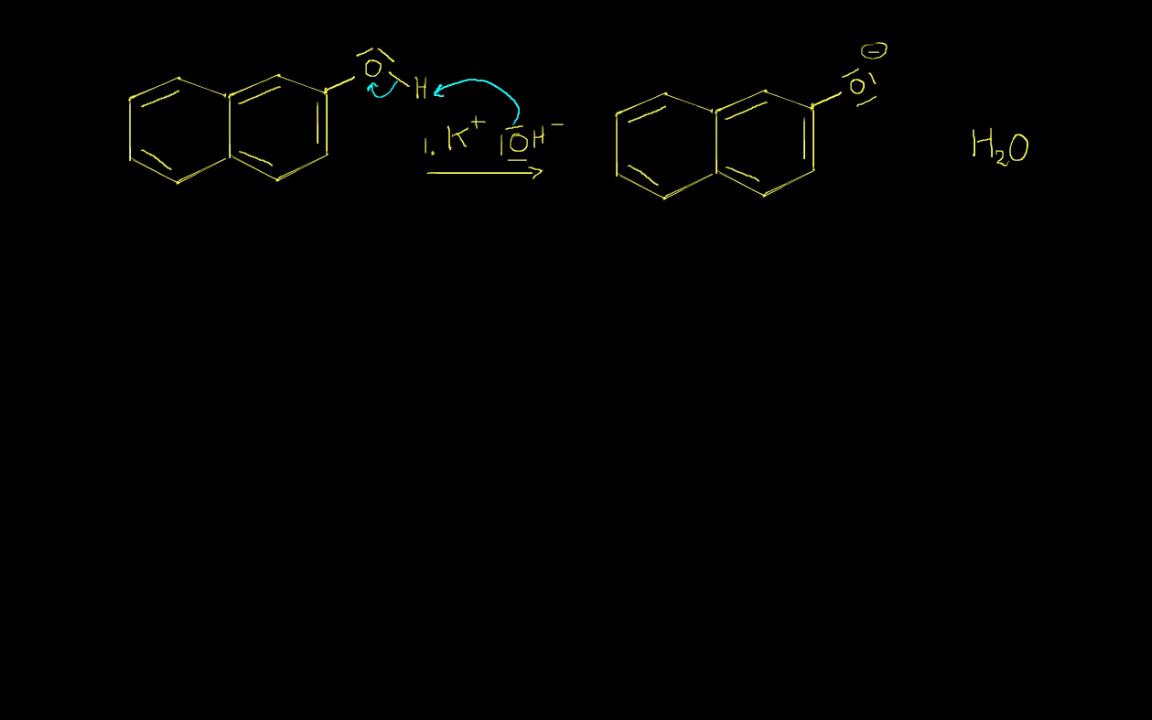 O
H
1. K⁺ |OH⁻
O ⊖
H₂O